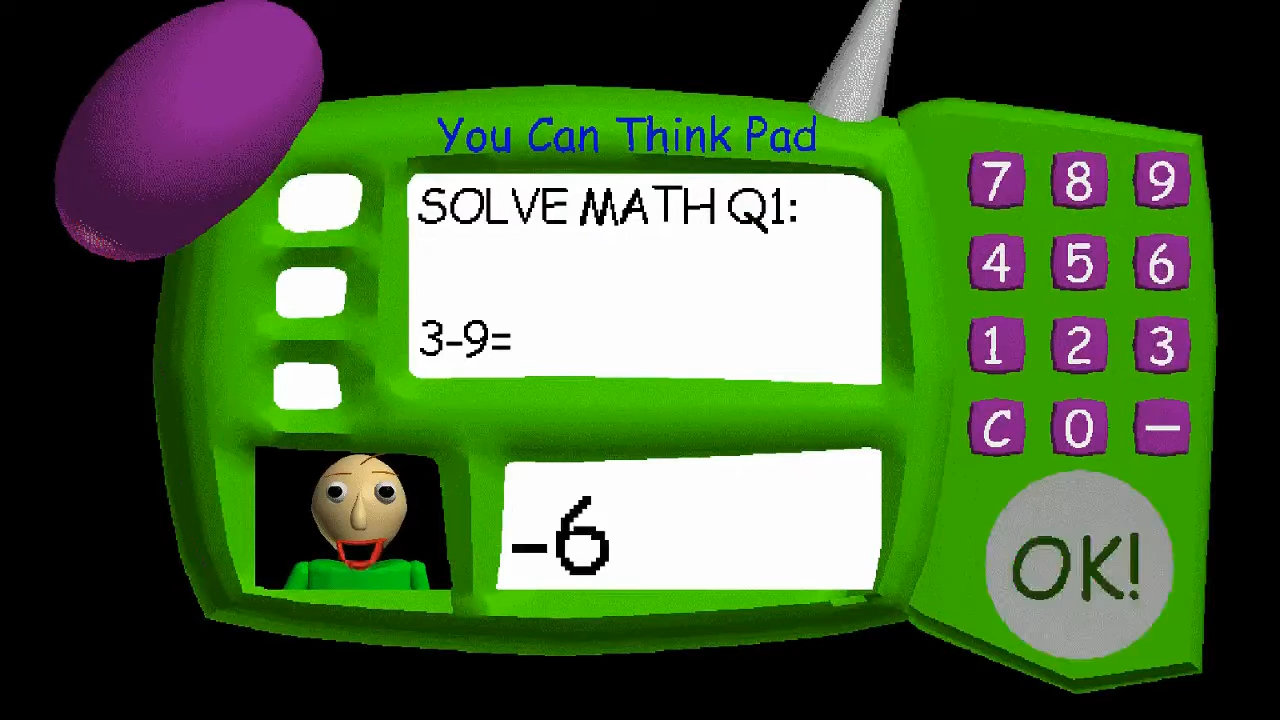 You Can Think Pad
SOLVE MATH Q1:
3-9=
-6
7 8 9
4 5 6
1 2 3
C 0 -
OK!